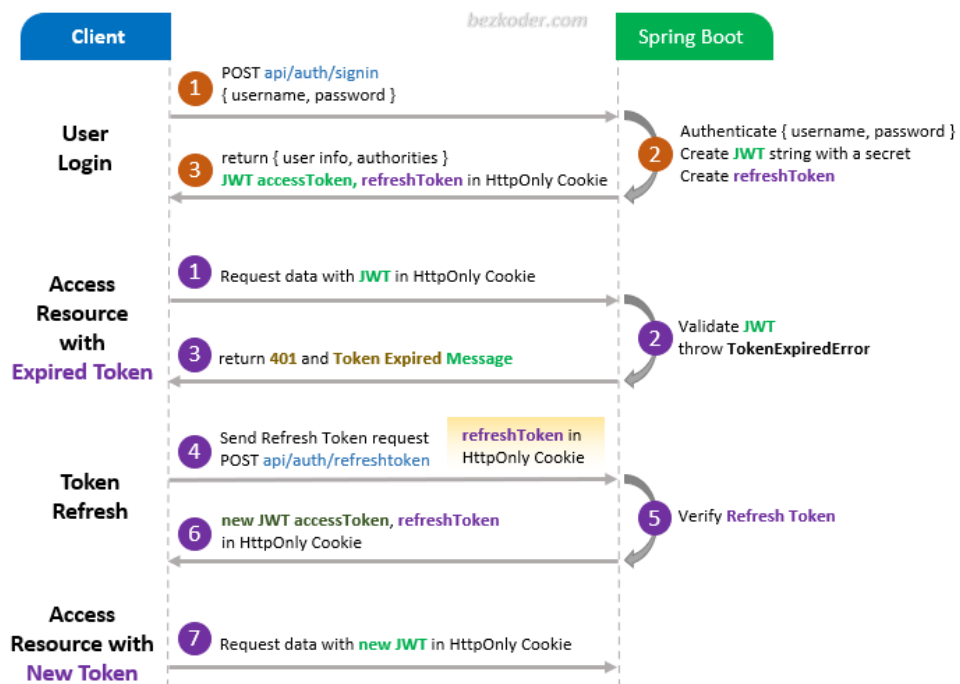 bezkoder.com
Client
Spring Boot
User
Login
1
POST api/auth/signin
{ username, password }
2
Authenticate { username, password }
Create JWT string with a secret
Create refreshToken
3
return { user info, authorities }
JWT accessToken, refreshToken in HttpOnly Cookie
Access
Resource
with
Expired Token
1
Request data with JWT in HttpOnly Cookie
2
Validate JWT
throw TokenExpiredError
3
return 401 and Token Expired Message
Token
Refresh
4
Send Refresh Token request
POST api/auth/refreshtoken
refreshToken in
HttpOnly Cookie
5
Verify Refresh Token
6
new JWT accessToken, refreshToken
in HttpOnly Cookie
Access
Resource with
New Token
7
Request data with new JWT in HttpOnly Cookie